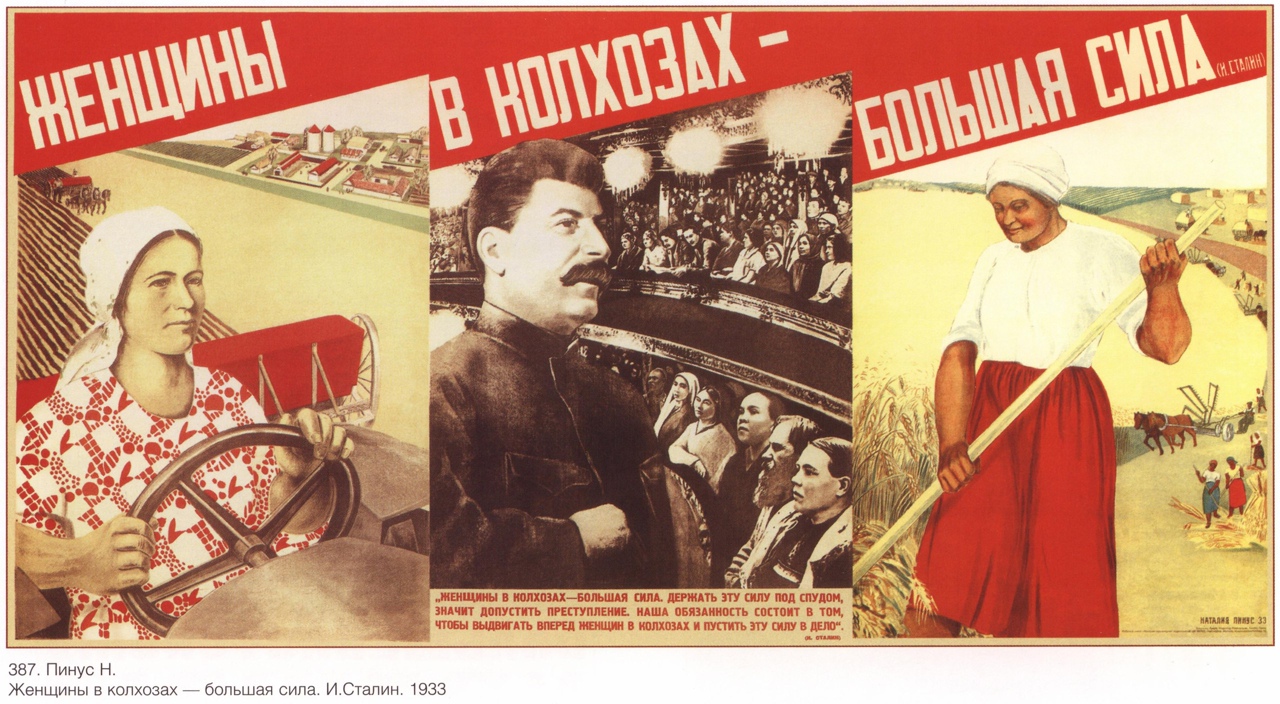 ЖЕНЩИНЫ В КОЛХОЗАХ – БОЛЬШАЯ СИЛА (И. СТАЛИН)
„ЖЕНЩИНЫ В КОЛХОЗАХ—БОЛЬШАЯ СИЛА. ДЕРЖАТЬ ЭТУ СИЛУ ПОД СПУДОМ,
ЗНАЧИТ ДОПУСТИТЬ ПРЕСТУПЛЕНИЕ. НАША ОБЯЗАННОСТЬ СОСТОИТ В ТОМ,
ЧТОБЫ ВЫДВИГАТЬ ВПЕРЕД ЖЕНЩИН В КОЛХОЗАХ И ПУСТИТЬ ЭТУ СИЛУ В ДЕЛО“.
(И. СТАЛИН)
НАТАЛИЯ ПИНУС 33
387. Пинус Н.
Женщины в колхозах — большая сила. И.Сталин. 1933